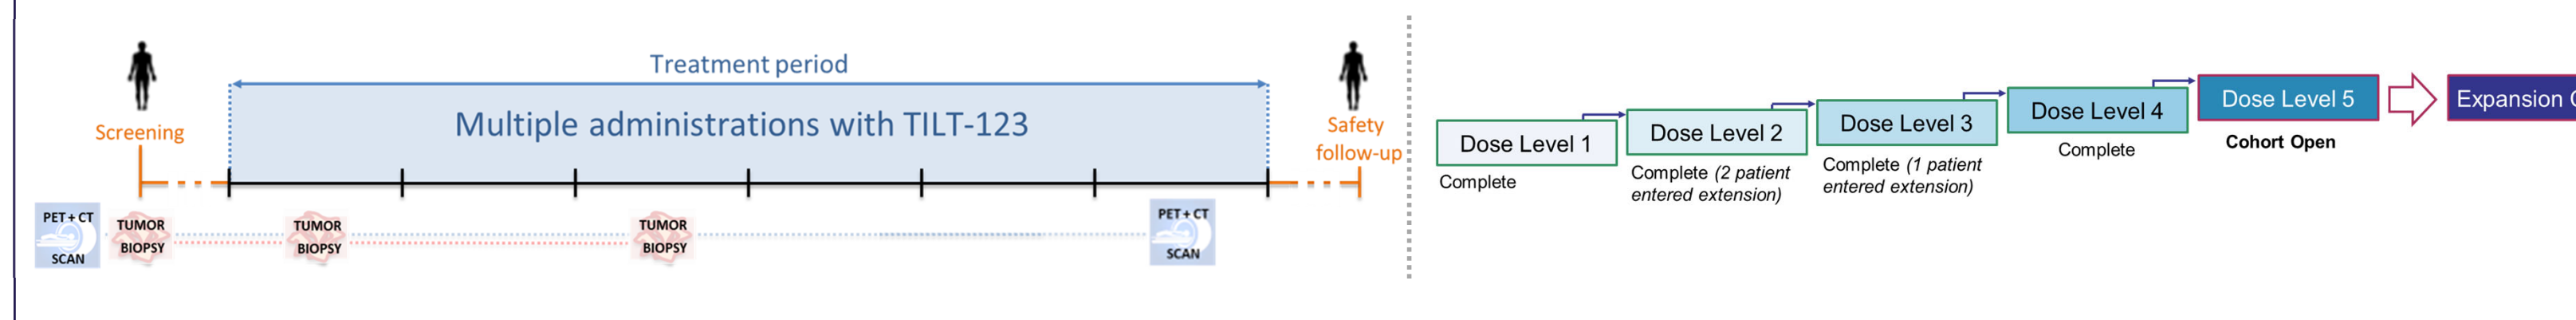 Treatment period
Multiple administrations with TILT-123
Screening
Safety
follow-up
PET+CT
SCAN
TUMOR
BIOPSY
TUMOR
BIOPSY
TUMOR
BIOPSY
PET+CT
SCAN
Dose Level 1
Complete
Dose Level 2
Complete (2 patient
entered extension)
Dose Level 3
Complete (1 patient
entered extension)
Dose Level 4
Complete
Dose Level 5
Cohort Open
Expansion